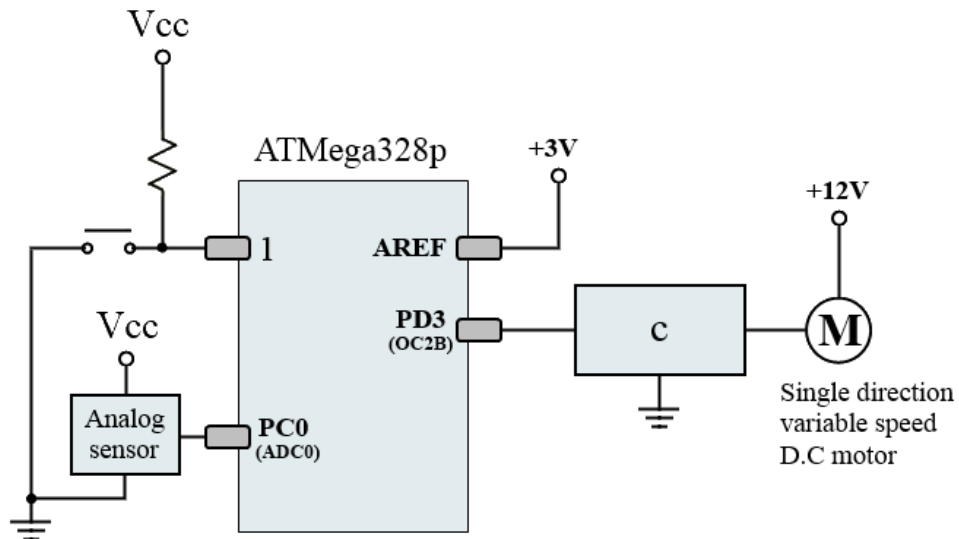 Vcc
ATMega328p
+3V
+12V
1
AREF
PD3
(OC2B)
c
M
Vcc
Analog
sensor
PC0
(ADC0)
Single direction
variable speed
D.C motor